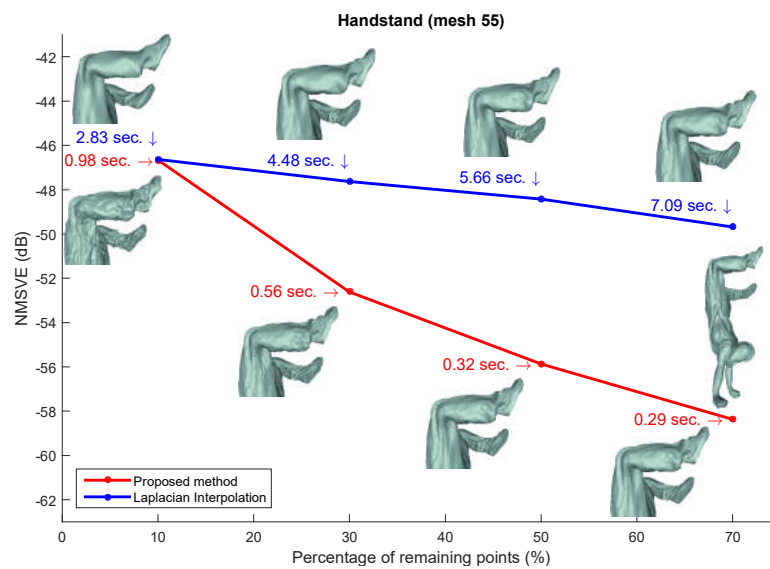 Handstand (mesh 55)
-42
-44
-46
-48
-50
-52
-54
-56
-58
-60
-62
NMSVE (dB)
2.83 sec. ↓
0.98 sec. →
4.48 sec. ↓
5.66 sec. ↓
7.09 sec. ↓
0.56 sec. →
0.32 sec. →
0.29 sec. →
Proposed method
Laplacian Interpolation
0 10 20 30 40 50 60 70
Percentage of remaining points (%)